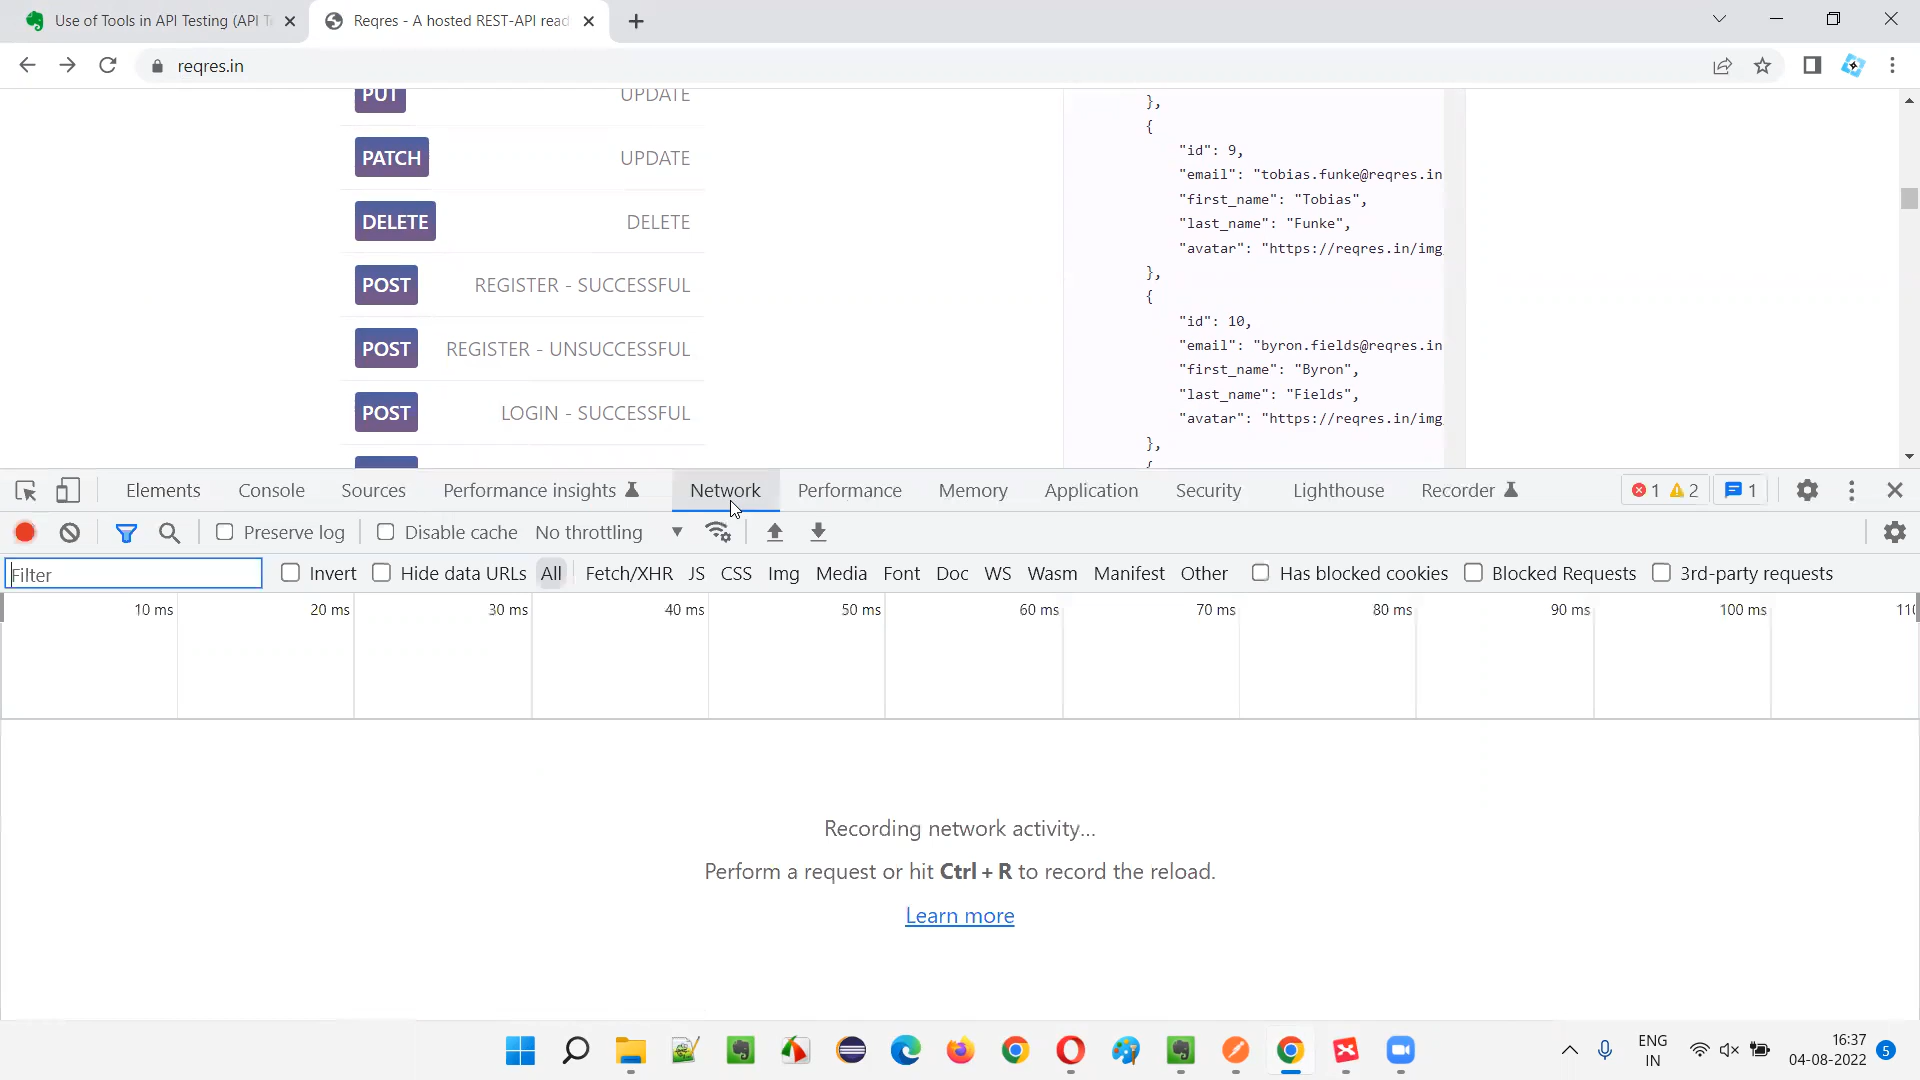 Use of Tools in API Testing (API T
Reqres - A hosted REST-API read
reqres.in
PUT UPDATE
PATCH UPDATE
DELETE DELETE
POST REGISTER - SUCCESSFUL
POST REGISTER - UNSUCCESSFUL
POST LOGIN - SUCCESSFUL
},
{
"id": 9,
"email": "tobias.funke@reqres.in
"first_name": "Tobias",
"last_name": "Funke",
"avatar": "https://reqres.in/img
},
{
"id": 10,
"email": "byron.fields@reqres.in
"first_name": "Byron",
"last_name": "Fields",
"avatar": "https://reqres.in/img
},
{
Elements Console Sources Performance insights Network Performance Memory Application Security Lighthouse Recorder 1 2 1
Preserve log Disable cache No throttling
Filter Invert Hide data URLs All Fetch/XHR JS CSS Img Media Font Doc WS Wasm Manifest Other Has blocked cookies Blocked Requests 3rd-party requests
10 ms 20 ms 30 ms 40 ms 50 ms 60 ms 70 ms 80 ms 90 ms 100 ms 110
Recording network activity...
Perform a request or hit Ctrl + R to record the reload.
Learn more
ENG
IN
16:37
04-08-2022
5